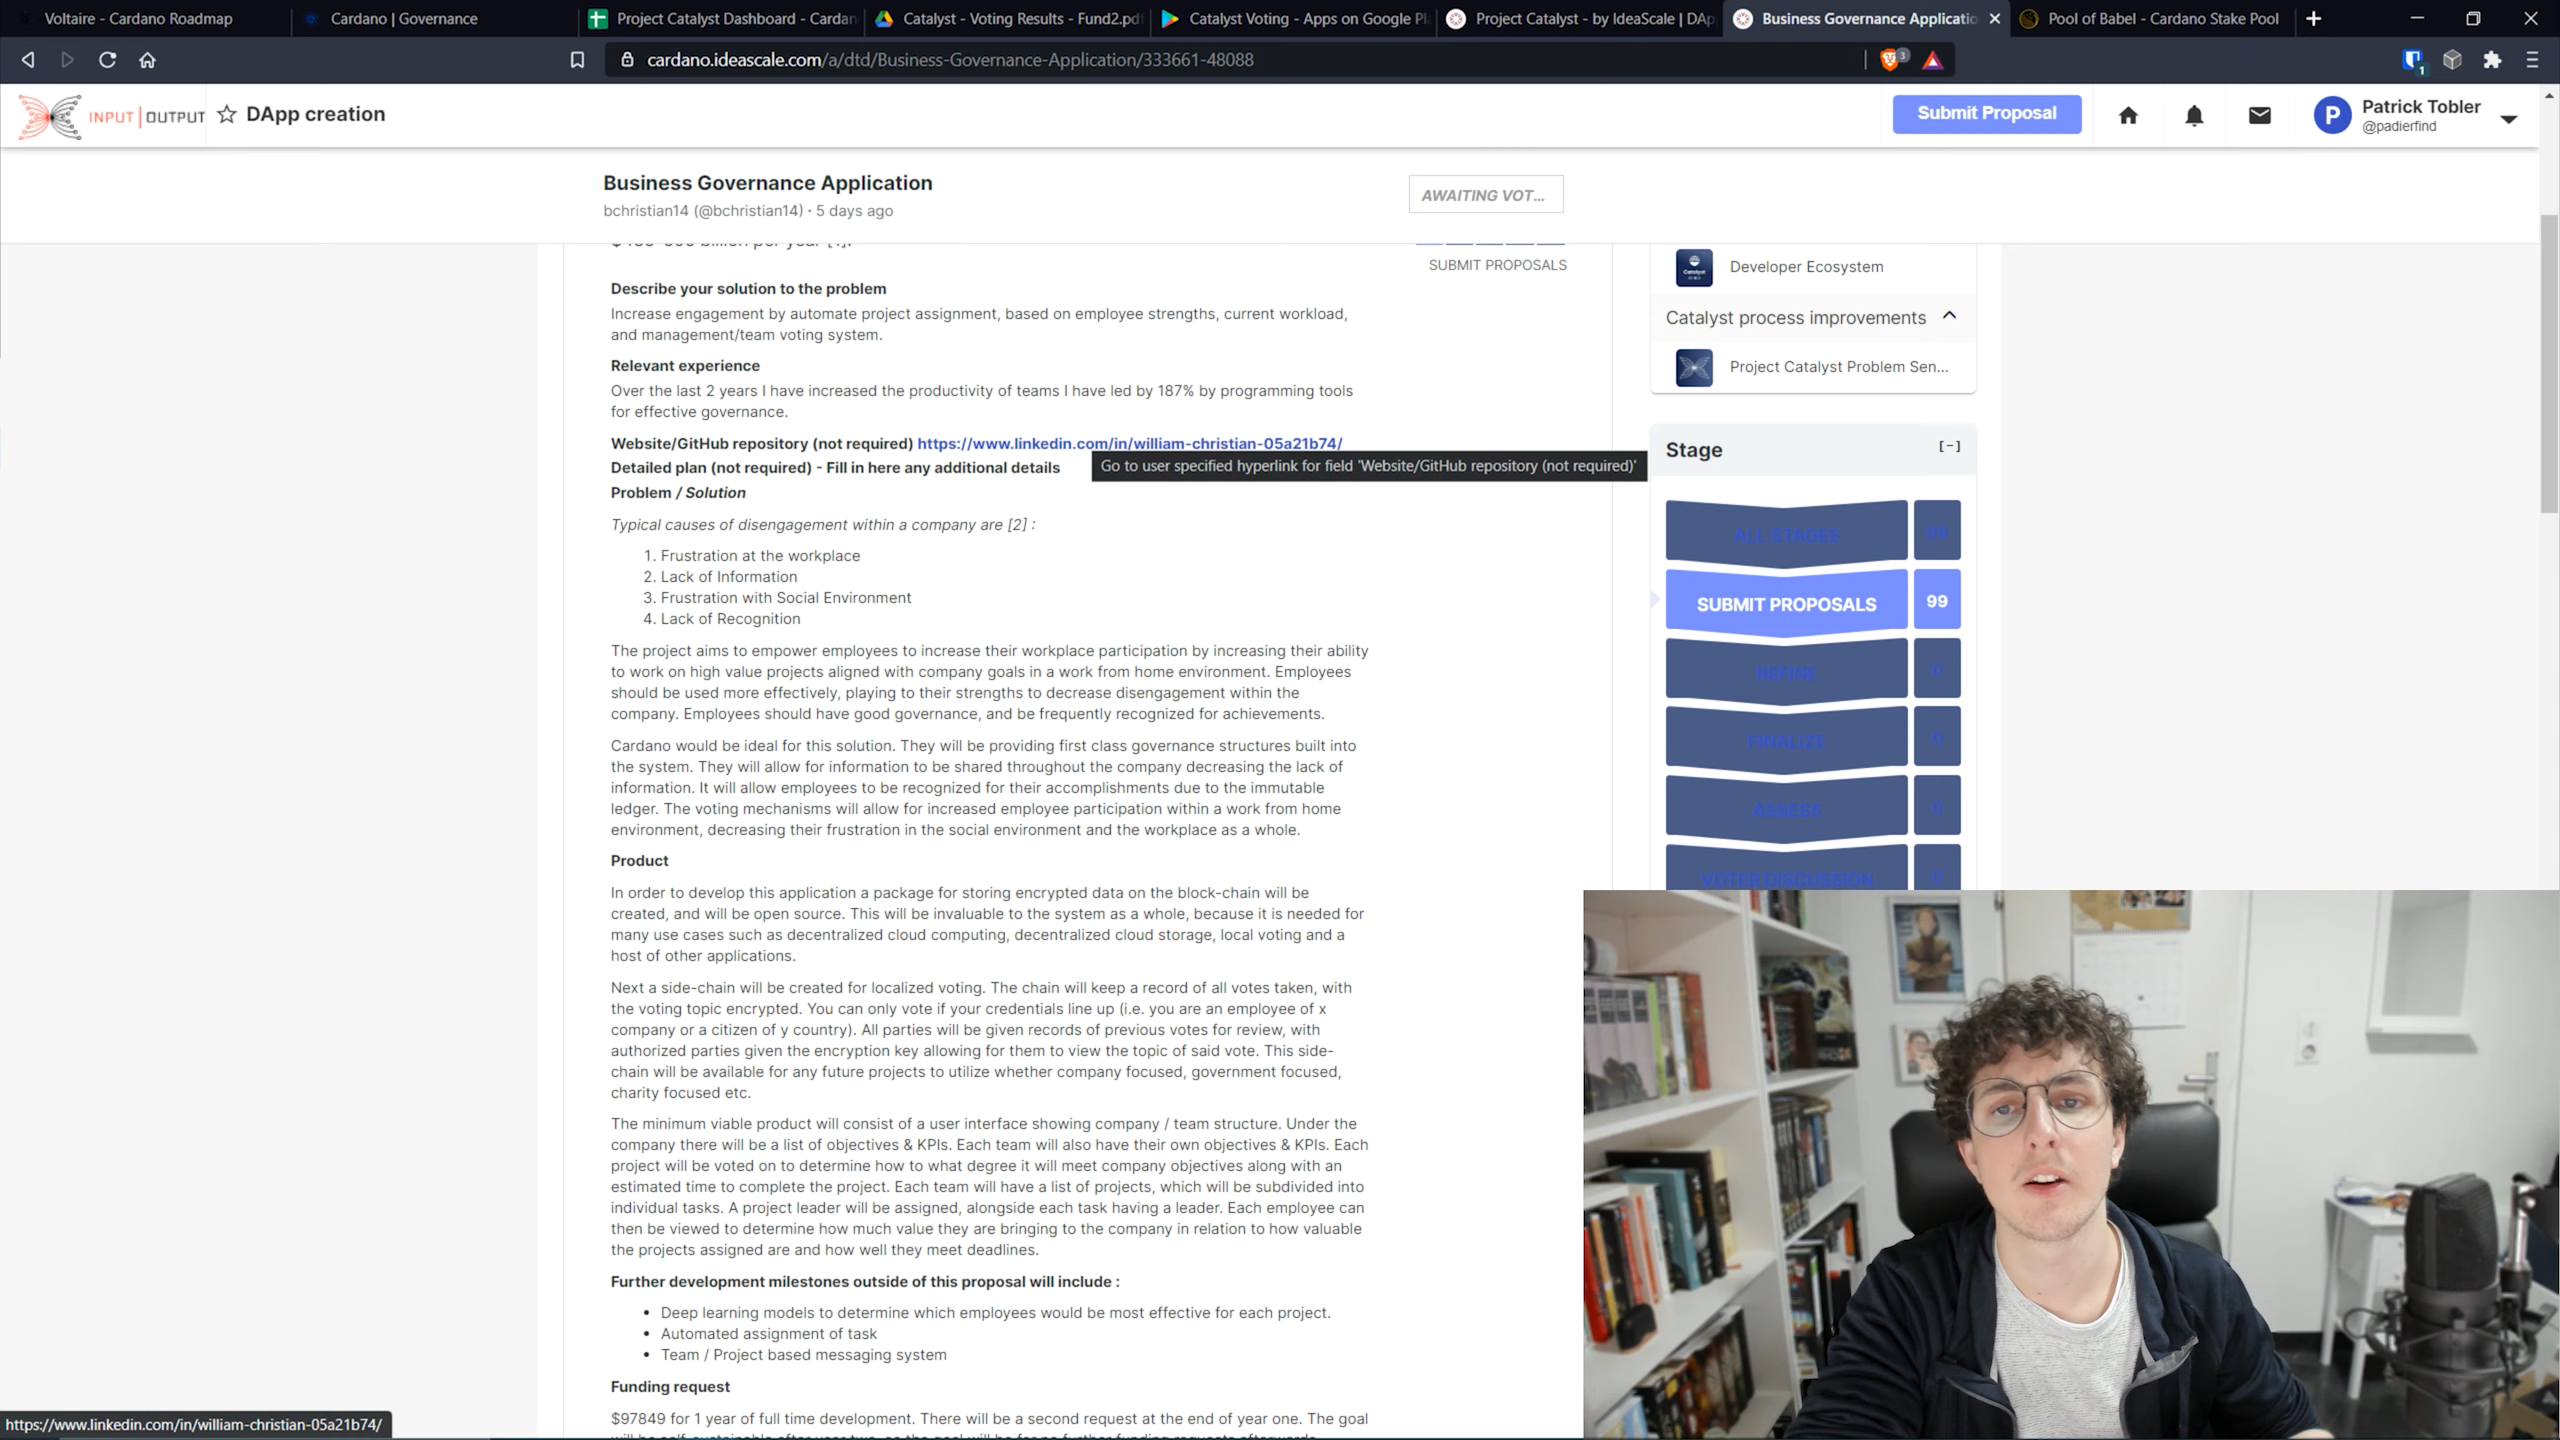 Voltaire - Cardano Roadmap
Cardano | Governance
Project Catalyst Dashboard - Cardan
Catalyst - Voting Results - Fund2.pdf
Catalyst Voting - Apps on Google Pl
Project Catalyst - by IdeaScale | DAp
Business Governance Applicatio
Pool of Babel - Cardano Stake Pool
cardano.ideascale.com/a/dtd/Business-Governance-Application/333661-48088
3
1
INPUT | OUTPUT
DApp creation
Submit Proposal
P
Patrick Tobler
@padierfind
Business Governance Application
bchristian14 (@bchristian14) · 5 days ago
AWAITING VOT...
SUBMIT PROPOSALS
Describe your solution to the problem
Increase engagement by automate project assignment, based on employee strengths, current workload,
and management/team voting system.
Relevant experience
Over the last 2 years I have increased the productivity of teams I have led by 187% by programming tools
for effective governance.
Website/GitHub repository (not required) https://www.linkedin.com/in/william-christian-05a21b74/
Go to user specified hyperlink for field 'Website/GitHub repository (not required)'
Detailed plan (not required) - Fill in here any additional details
Problem / Solution
Typical causes of disengagement within a company are [2] :
1. Frustration at the workplace
2. Lack of Information
3. Frustration with Social Environment
4. Lack of Recognition
The project aims to empower employees to increase their workplace participation by increasing their ability
to work on high value projects aligned with company goals in a work from home environment. Employees
should be used more effectively, playing to their strengths to decrease disengagement within the
company. Employees should have good governance, and be frequently recognized for achievements.
Cardano would be ideal for this solution. They will be providing first class governance structures built into
the system. They will allow for information to be shared throughout the company decreasing the lack of
information. It will allow employees to be recognized for their accomplishments due to the immutable
ledger. The voting mechanisms will allow for increased employee participation within a work from home
environment, decreasing their frustration in the social environment and the workplace as a whole.
Product
In order to develop this application a package for storing encrypted data on the block-chain will be
created, and will be open source. This will be invaluable to the system as a whole, because it is needed for
many use cases such as decentralized cloud computing, decentralized cloud storage, local voting and a
host of other applications.
Next a side-chain will be created for localized voting. The chain will keep a record of all votes taken, with
the voting topic encrypted. You can only vote if your credentials line up (i.e. you are an employee of x
company or a citizen of y country). All parties will be given records of previous votes for review, with
authorized parties given the encryption key allowing for them to view the topic of said vote. This side-
chain will be available for any future projects to utilize whether company focused, government focused,
charity focused etc.
The minimum viable product will consist of a user interface showing company / team structure. Under the
company there will be a list of objectives & KPIs. Each team will also have their own objectives & KPIs. Each
project will be voted on to determine how to what degree it will meet company objectives along with an
estimated time to complete the project. Each team will have a list of projects, which will be subdivided into
individual tasks. A project leader will be assigned, alongside each task having a leader. Each employee can
then be viewed to determine how much value they are bringing to the company in relation to how valuable
the projects assigned are and how well they meet deadlines.
Further development milestones outside of this proposal will include :
• Deep learning models to determine which employees would be most effective for each project.
• Automated assignment of task
• Team / Project based messaging system
Funding request
$97849 for 1 year of full time development. There will be a second request at the end of year one. The goal
Developer Ecosystem
Catalyst process improvements
Project Catalyst Problem Sen...
Stage
[-]
ALL STAGES
SUBMIT PROPOSALS 99
REFINE 0
FINALIZE 0
ASSESS 0
VOTER DISCUSSION 0
https://www.linkedin.com/in/william-christian-05a21b74/